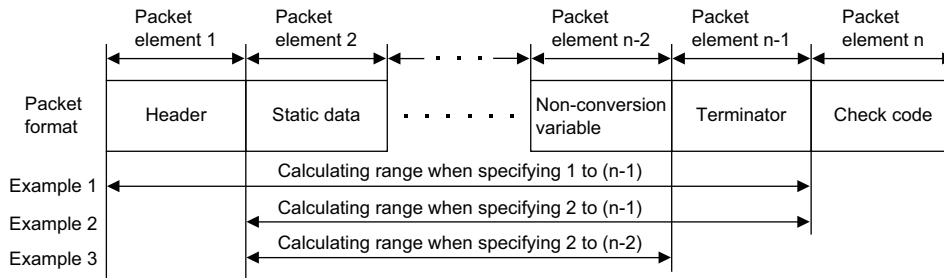 Packet element 1
Packet element 2
Packet element n-2
Packet element n-1
Packet element n
Packet format
Header
Static data
Non-conversion variable
Terminator
Check code
Example 1
Calculating range when specifying 1 to (n-1)
Example 2
Calculating range when specifying 2 to (n-1)
Example 3
Calculating range when specifying 2 to (n-2)